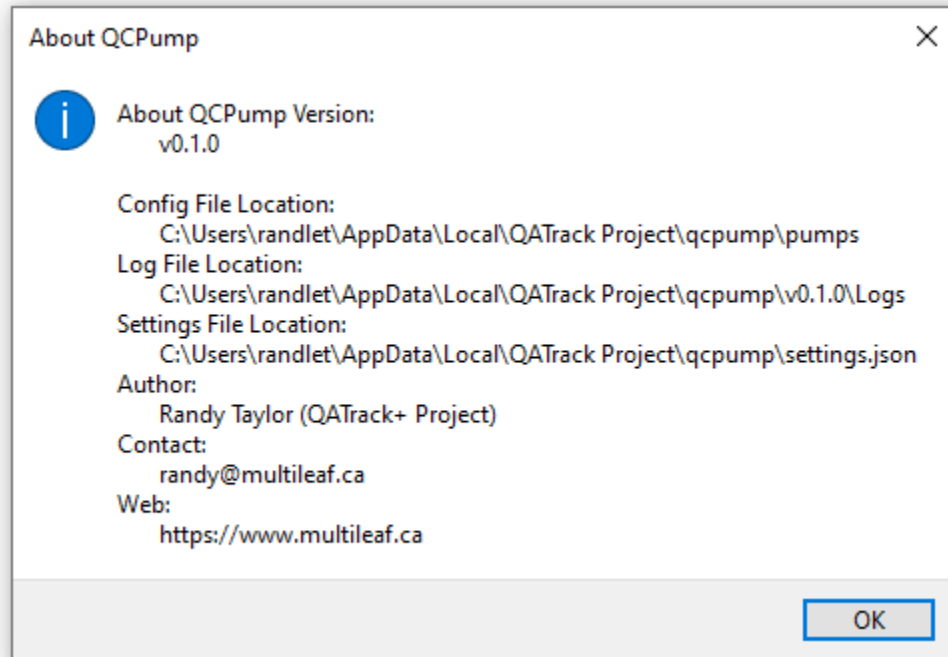 About QCPump
About QCPump Version:
v0.1.0
Config File Location:
C:\Users\randlet\AppData\Local\QATrack Project\qcpump\pumps
Log File Location:
C:\Users\randlet\AppData\Local\QATrack Project\qcpump\v0.1.0\Logs
Settings File Location:
C:\Users\randlet\AppData\Local\QATrack Project\qcpump\settings.json
Author:
Randy Taylor (QATrack+ Project)
Contact:
randy@multileaf.ca
Web:
https://www.multileaf.ca
OK